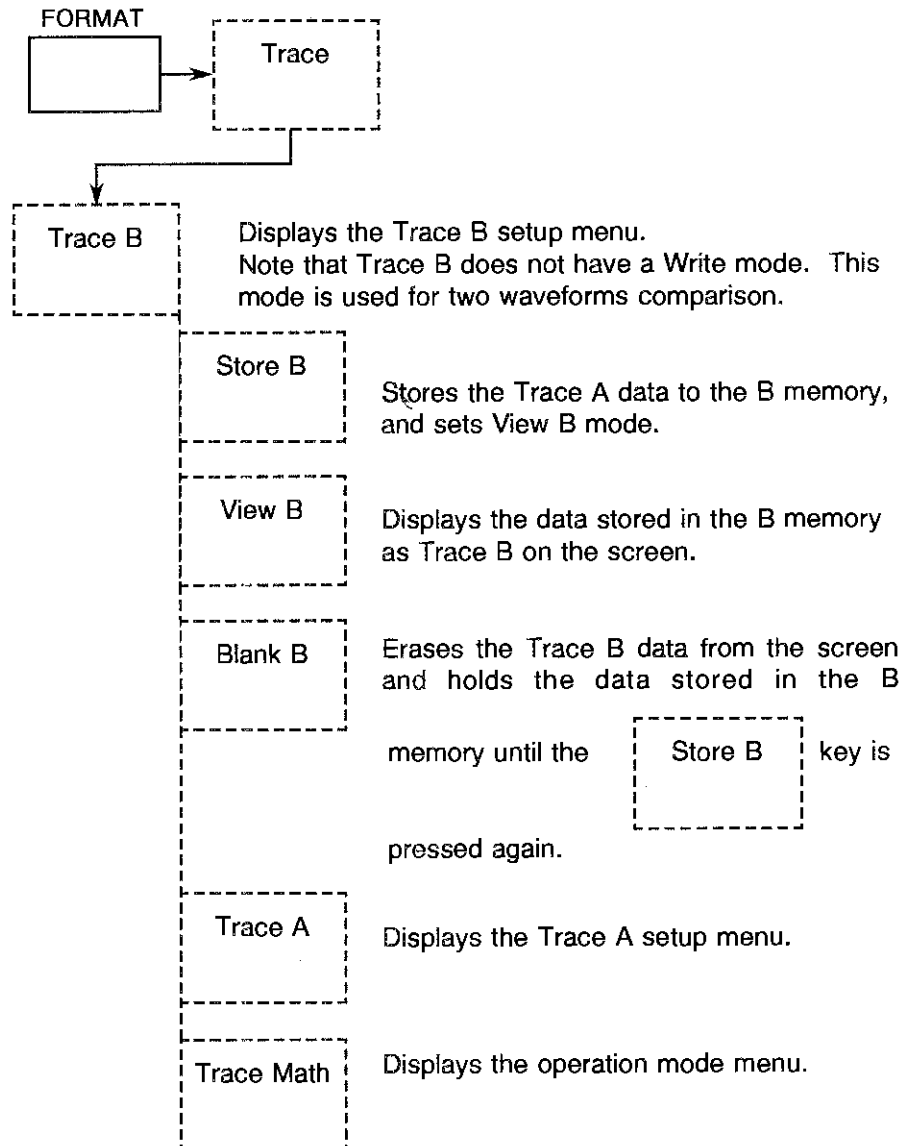 FORMAT
Trace
Trace B
Displays the Trace B setup menu.
Note that Trace B does not have a Write mode. This
mode is used for two waveforms comparison.
Store B
Stores the Trace A data to the B memory,
and sets View B mode.
View B
Displays the data stored in the B memory
as Trace B on the screen.
Blank B
Erases the Trace B data from the screen
and holds the data stored in the B
memory until the Store B key is
pressed again.
Trace A
Displays the Trace A setup menu.
Trace Math
Displays the operation mode menu.